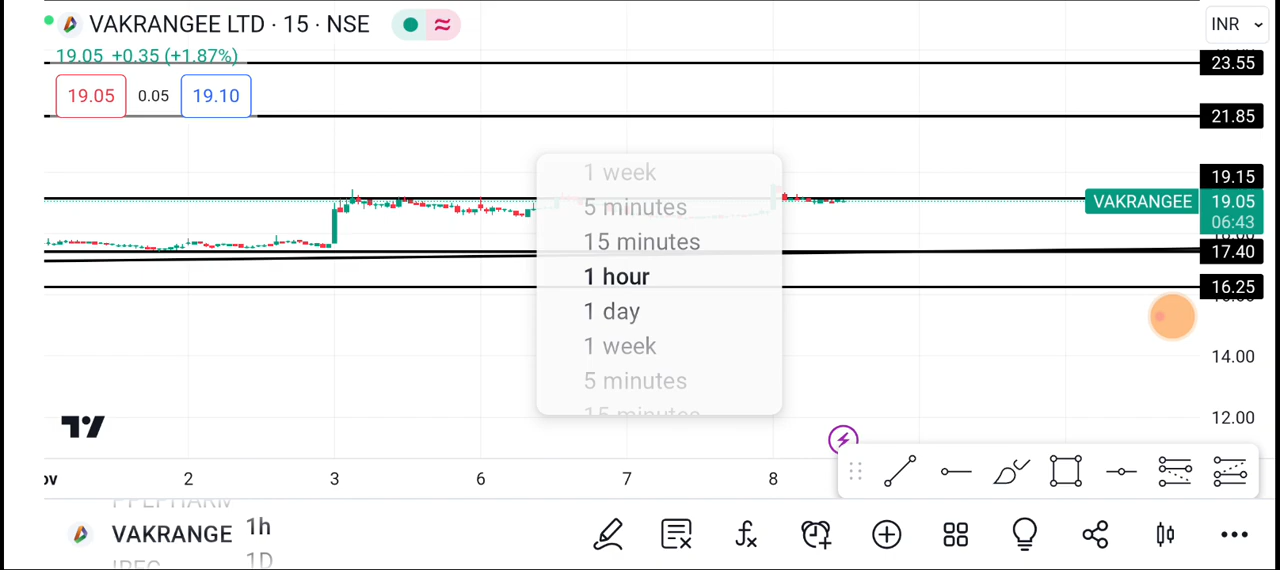 VAKRANGEE LTD · 15 · NSE
INR
19.05 +0.35 (+1.87%)
23.55
19.05
0.05
19.10
21.85
1 week
19.15
5 minutes
VAKRANGEE
19.05
06:43
15 minutes
17.40
1 hour
16.25
1 day
1 week
14.00
5 minutes
15 minutes
12.00
ov
2
3
6
7
8
VAKRANGE
1h
1D